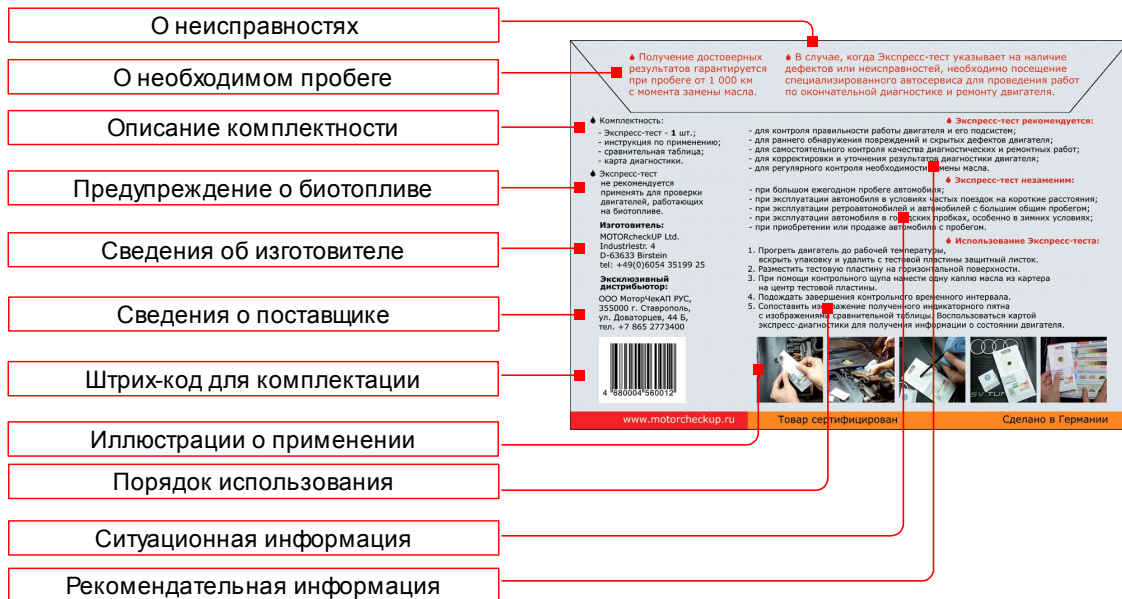 О неисправностях
О необходимом пробеге
Описание комплектности
Предупреждение о биотопливе
Сведения об изготовителе
Сведения о поставщике
Штрих-код для комплектации
Иллюстрации о применении
Порядок использования
Ситуационная информация
Рекомендательная информация
Получение достоверных
результатов гарантируется
при пробеге от 1 000 км
с момента замены масла.
В случае, когда Экспресс-тест указывает на наличие
дефектов или неисправностей, необходимо посещение
специализированного автосервиса для проведения работ
по окончательной диагностике и ремонту двигателя.
Комплектность:
- Экспресс-тест - 1 шт.;
- инструкция по применению;
- сравнительная таблица;
- карта диагностики.
Экспресс-тест
не рекомендуется
применять для проверки
двигателей, работающих
на биотопливе.
Изготовитель:
MOTORcheckUP Ltd.
Industriestr. 4
D-63633 Birstein
tel: +49(0)6054 35199 25
Эксклюзивный
дистрибьютор:
ООО МоторЧекАП РУС,
355000 г. Ставрополь,
ул. Доваторцев, 44 Б,
тел. +7 865 2773400
4 680004 560012
Экспресс-тест рекомендуется:
- для контроля правильности работы двигателя и его подсистем;
- для раннего обнаружения повреждений и скрытых дефектов двигателя;
- для самостоятельного контроля качества диагностических и ремонтных работ;
- для корректировки и уточнения результатов диагностики двигателя;
- для регулярного контроля необходимости замены масла.
Экспресс-тест незаменим:
- при большом ежегодном пробеге автомобиля;
- при эксплуатации автомобиля в условиях частых поездок на короткие расстояния;
- при эксплуатации ретроавтомобилей и автомобилей с большим общим пробегом;
- при эксплуатации автомобиля в городских пробках, особенно в зимних условиях;
- при приобретении или продаже автомобиля с пробегом.
Использование Экспресс-теста:
1. Прогреть двигатель до рабочей температуры,
вскрыть упаковку и удалить с тестовой пластины защитный листок.
2. Разместить тестовую пластину на горизонтальной поверхности.
3. При помощи контрольного щупа нанести одну каплю масла из картера
на центр тестовой пластины.
4. Подождать завершения контрольного временного интервала.
5. Сопоставить изображение полученного индикаторного пятна
с изображениями сравнительной таблицы. Воспользоваться картой
экспресс-диагностики для получения информации о состоянии двигателя.
www.motorcheckup.ru
Товар сертифицирован
Сделано в Германии